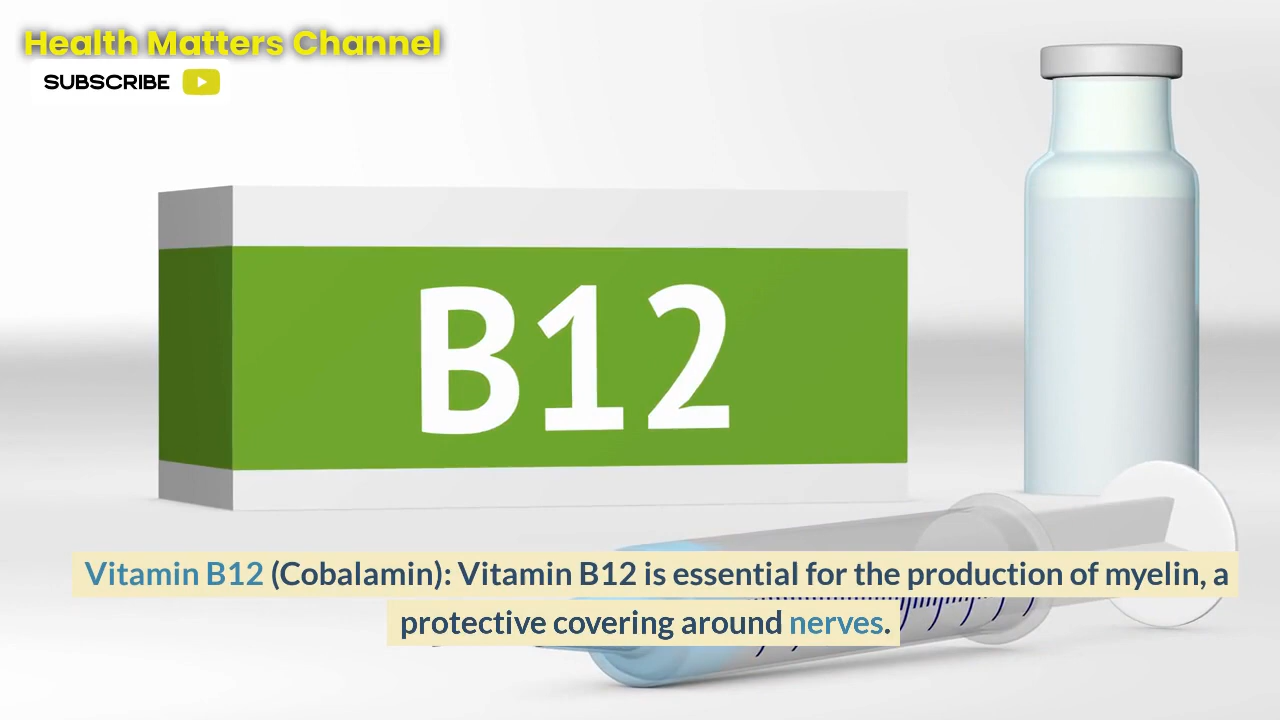 Health Matters Channel
SUBSCRIBE
B12
Vitamin B12 (Cobalamin): Vitamin B12 is essential for the production of myelin, a
protective covering around nerves.